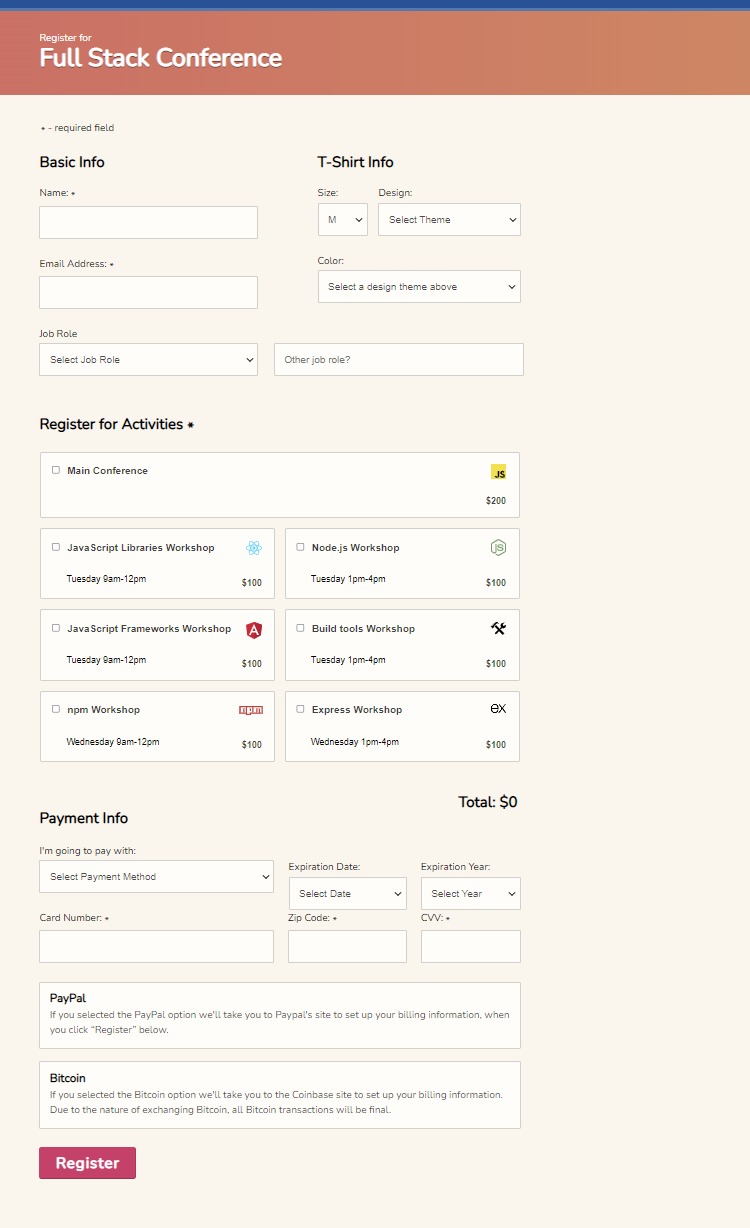 Register for
Full Stack Conference
* - required field
Basic Info
Name: *
Email Address: *
T-Shirt Info
Size:
M
Design:
Select Theme
Color:
Select a design theme above
Job Role
Select Job Role
Other job role?
Register for Activities *
Main Conference
JS
$200
JavaScript Libraries Workshop
Tuesday 9am-12pm
$100
Node.js Workshop
JS
Tuesday 1pm-4pm
$100
JavaScript Frameworks Workshop
A
Tuesday 9am-12pm
$100
Build tools Workshop
Tuesday 1pm-4pm
$100
npm Workshop
npm
Wednesday 9am-12pm
$100
Express Workshop
ex
Wednesday 1pm-4pm
$100
Total: $0
Payment Info
I'm going to pay with:
Select Payment Method
Expiration Date:
Select Date
Expiration Year:
Select Year
Card Number: *
Zip Code: *
CVV: *
PayPal
If you selected the PayPal option we'll take you to Paypal's site to set up your billing information, when
you click “Register” below.
Bitcoin
If you selected the Bitcoin option we'll take you to the Coinbase site to set up your billing information.
Due to the nature of exchanging Bitcoin, all Bitcoin transactions will be final.
Register